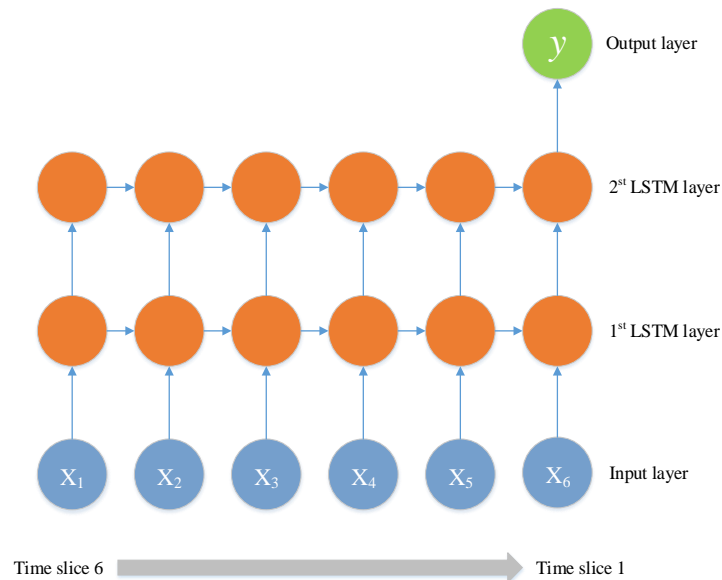 y Output layer
2st LSTM layer
1st LSTM layer
X1 X2 X3 X4 X5 X6 Input layer
Time slice 6 Time slice 1